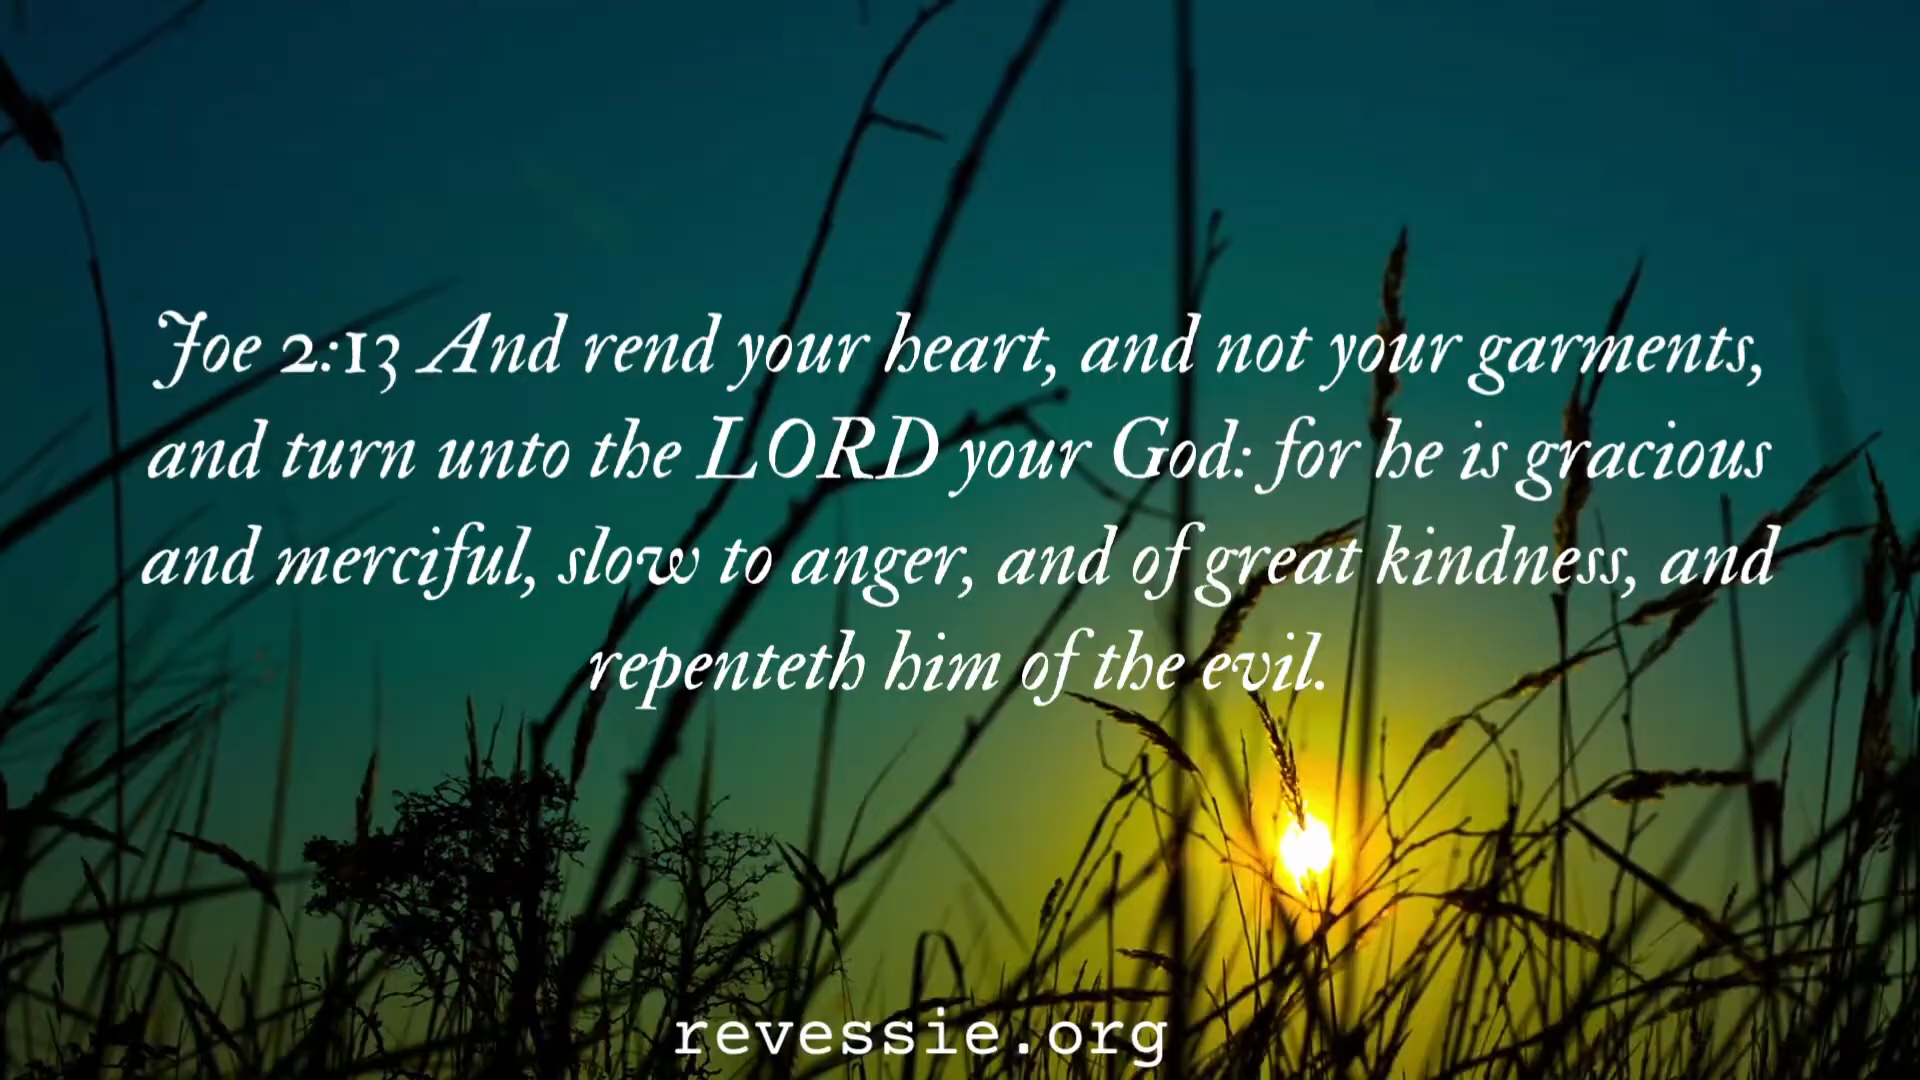 Joe 2:13 And rend your heart, and not your garments,
and turn unto the LORD your God: for he is gracious
and merciful, slow to anger, and of great kindness, and
repenteth him of the evil.
revessie.org